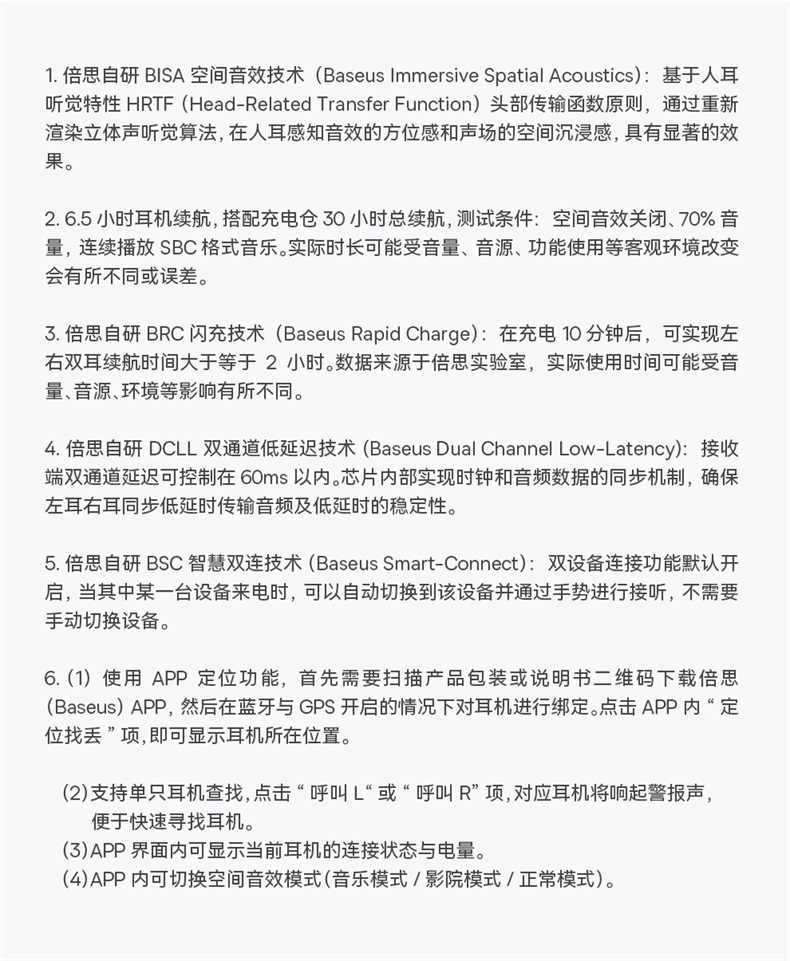 1. 倍思自研 BISA 空间音效技术（Baseus Immersive Spatial Acoustics）：基于人耳
听觉特性 HRTF（Head-Related Transfer Function）头部传输函数原则，通过重新
渲染立体声听觉算法，在人耳感知音效的方位感和声场的空间沉浸感，具有显著的效
果。
2. 6.5 小时耳机续航，搭配充电仓 30 小时总续航，测试条件：空间音效关闭、70% 音
量，连续播放 SBC 格式音乐。实际时长可能受音量、音源、功能使用等客观环境改变
会有所不同或误差。
3. 倍思自研 BRC 闪充技术（Baseus Rapid Charge）：在充电 10 分钟后，可实现左
右双耳续航时间大于等于 2 小时。数据来源于倍思实验室，实际使用时间可能受音
量、音源、环境等影响有所不同。
4. 倍思自研 DCLL 双通道低延迟技术（Baseus Dual Channel Low-Latency)：接收
端双通道延迟可控制在 60ms 以内。芯片内部实现时钟和音频数据的同步机制，确保
左耳右耳同步低延时传输音频及低延时的稳定性。
5. 倍思自研 BSC 智慧双连技术（Baseus Smart-Connect）：双设备连接功能默认开
启，当其中某一台设备来电时，可以自动切换到该设备并通过手势进行接听，不需要
手动切换设备。
6.（1）使用 APP 定位功能，首先需要扫描产品包装或说明书二维码下载倍思
（Baseus）APP，然后在蓝牙与 GPS 开启的情况下对耳机进行绑定。点击 APP 内 “ 定
位找丢 ” 项，即可显示耳机所在位置。
（2）支持单只耳机查找，点击 “ 呼叫 L“ 或 “ 呼叫 R” 项，对应耳机将响起警报声，
便于快速寻找耳机。
（3）APP 界面内可显示当前耳机的连接状态与电量。
（4）APP 内可切换空间音效模式（音乐模式 / 影院模式 / 正常模式）。